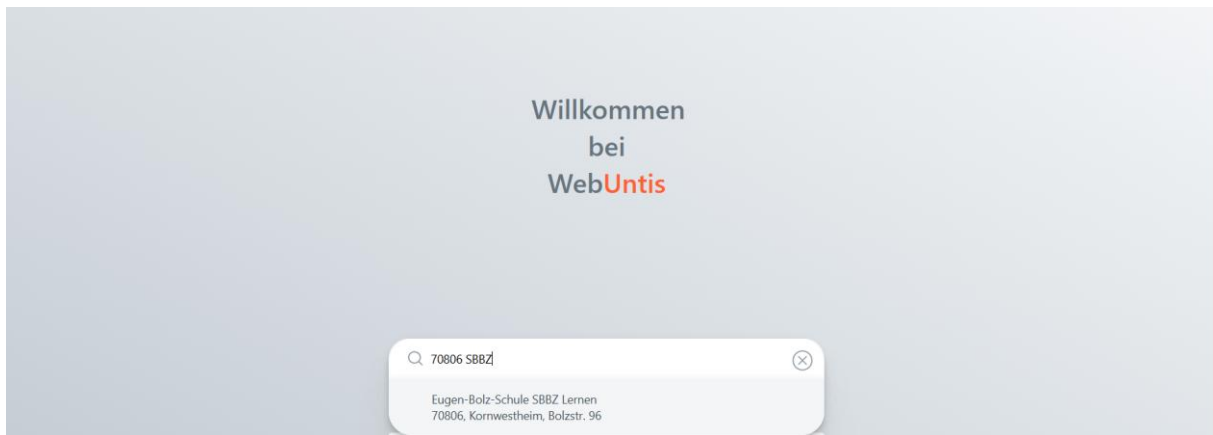 Willkommen
bei
WebUntis
70806 SBBZ
Eugen-Bolz-Schule SBBZ Lernen
70806, Kornwestheim, Bolzstr. 96